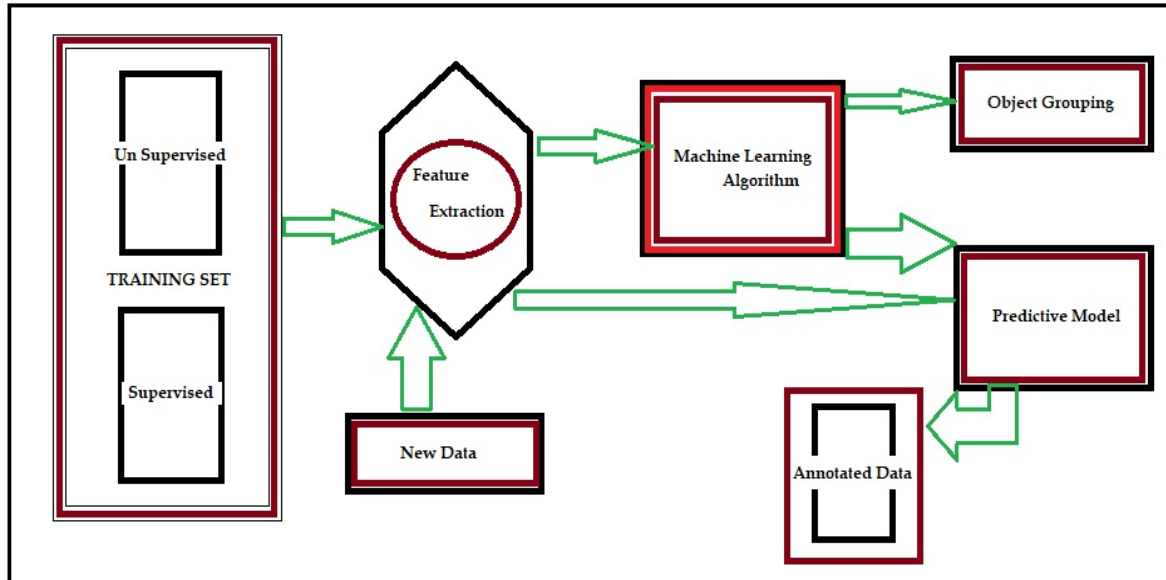 Un Supervised
TRAINING SET
Supervised
Feature
Extraction
New Data
Machine Learning
Algorithm
Object Grouping
Predictive Model
Annotated Data